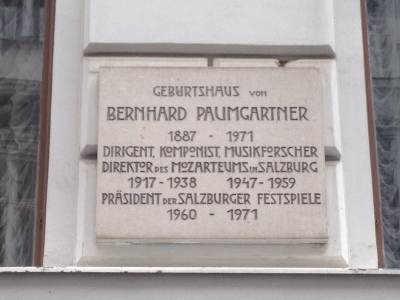 GEBURTSHAUS von
BERNHARD PAUMGARTNER
1887 - 1971
DIRIGENT, KOMPONIST, MUSIKFORSCHER
DIREKTOR DES MOZARTEUMS IN SALZBURG
1917 - 1938 1947 - 1959
PRÄSIDENT DER SALZBURGER FESTSPIELE
1960 - 1971